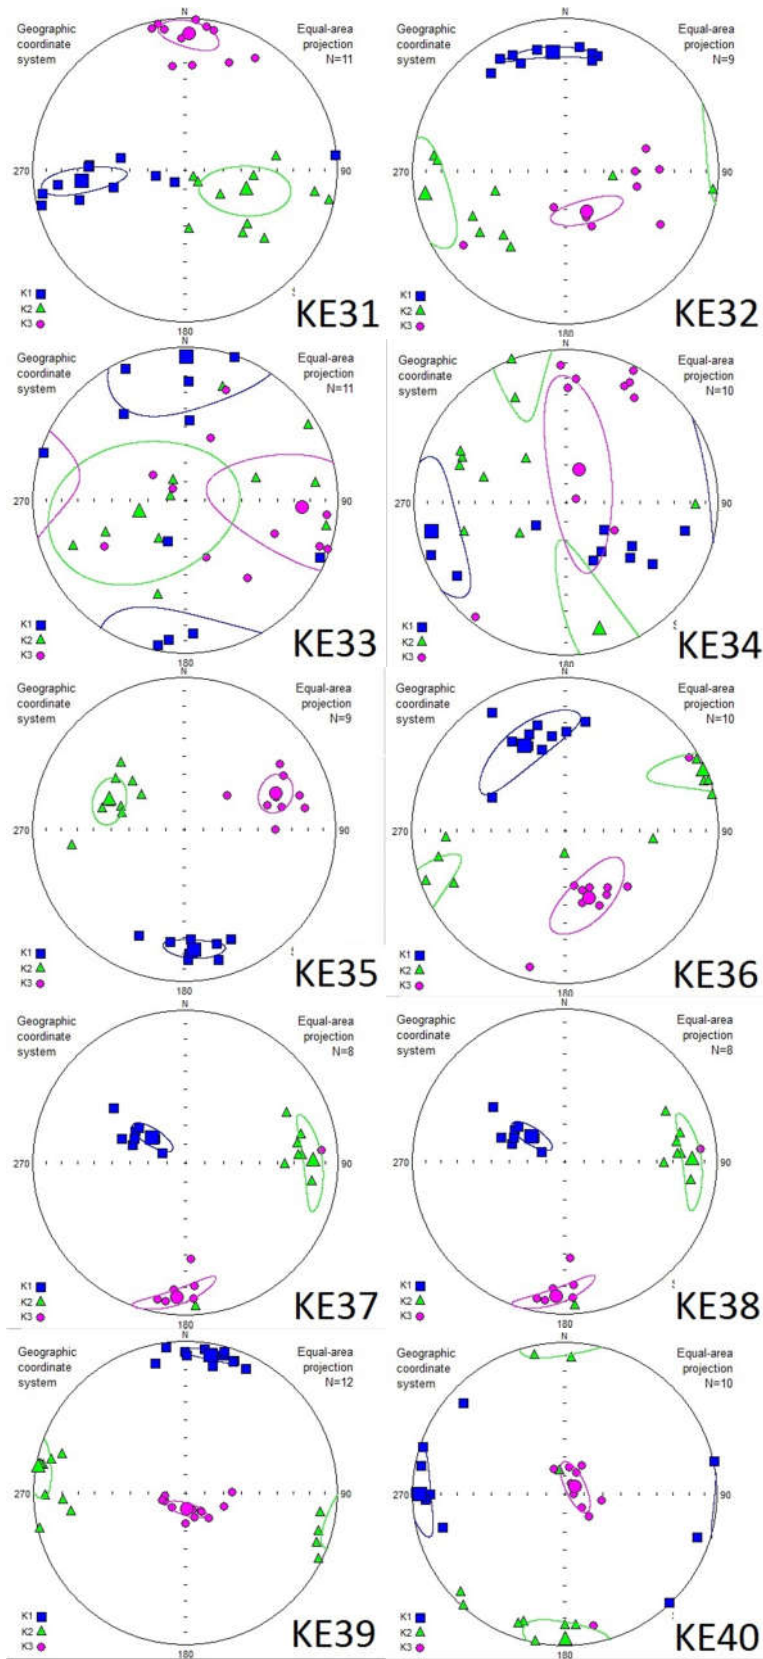 N
Geographic
coordinate
system
Equal-area
projection
N=11
270
90
K1
K2
K3
180
KE31
N
Geographic
coordinate
system
Equal-area
projection
N=9
270
90
K1
K2
K3
180
KE32
N
Geographic
coordinate
system
Equal-area
projection
N=11
270
90
K1
K2
K3
180
KE33
N
Geographic
coordinate
system
Equal-area
projection
N=10
270
90
K1
K2
K3
180
KE34
N
Geographic
coordinate
system
Equal-area
projection
N=9
270
90
K1
K2
K3
180
KE35
N
Geographic
coordinate
system
Equal-area
projection
N=10
270
90
K1
K2
K3
180
KE36
N
Geographic
coordinate
system
Equal-area
projection
N=8
270
90
K1
K2
K3
180
KE37
N
Geographic
coordinate
system
Equal-area
projection
N=8
270
90
K1
K2
K3
180
KE38
N
Geographic
coordinate
system
Equal-area
projection
N=12
270
90
K1
K2
K3
180
KE39
N
Geographic
coordinate
system
Equal-area
projection
N=10
270
90
K1
K2
K3
180
KE40